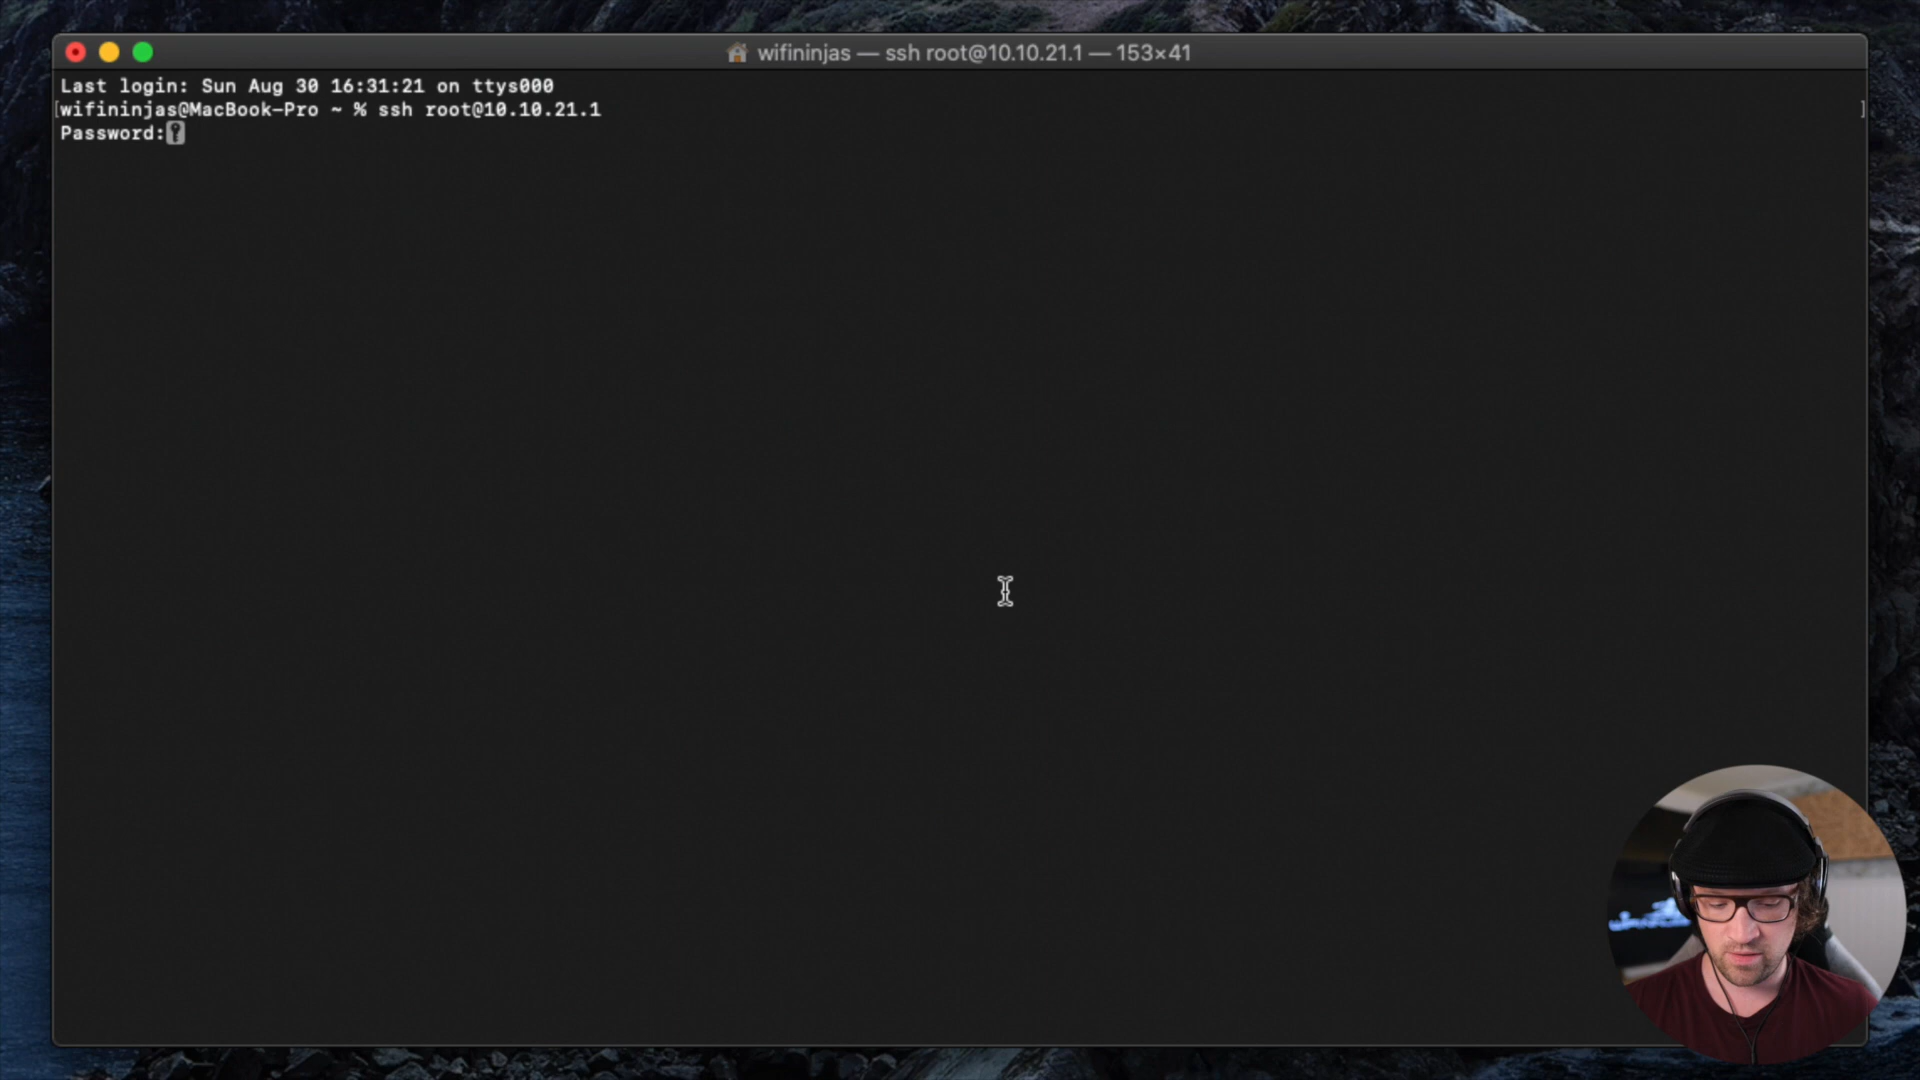 wifininjas — ssh root@10.10.21.1 — 153×41
Last login: Sun Aug 30 16:31:21 on ttys000
[wifininjas@MacBook-Pro ~ % ssh root@10.10.21.1 ]
Password: